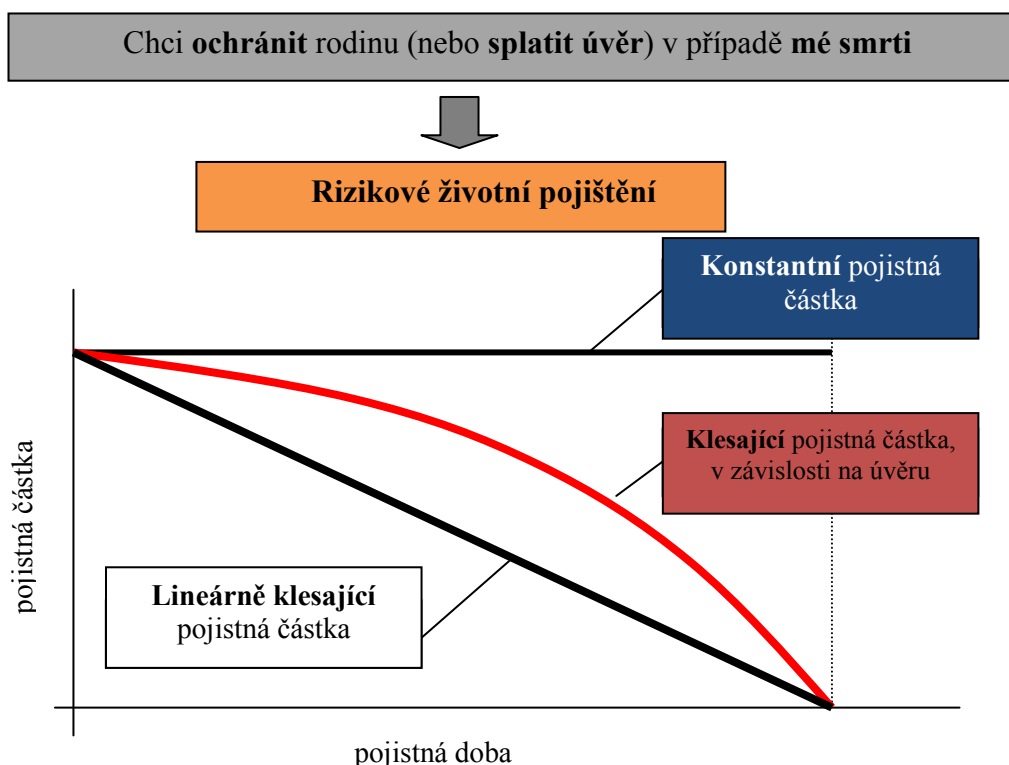 Chci ochránit rodinu (nebo splatit úvěr) v případě mé smrti
Rizikové životní pojištění
Konstantní pojistná
částka
Klesající pojistná částka,
v závislosti na úvěru
Lineárně klesající
pojistná částka
pojistná částka
pojistná doba